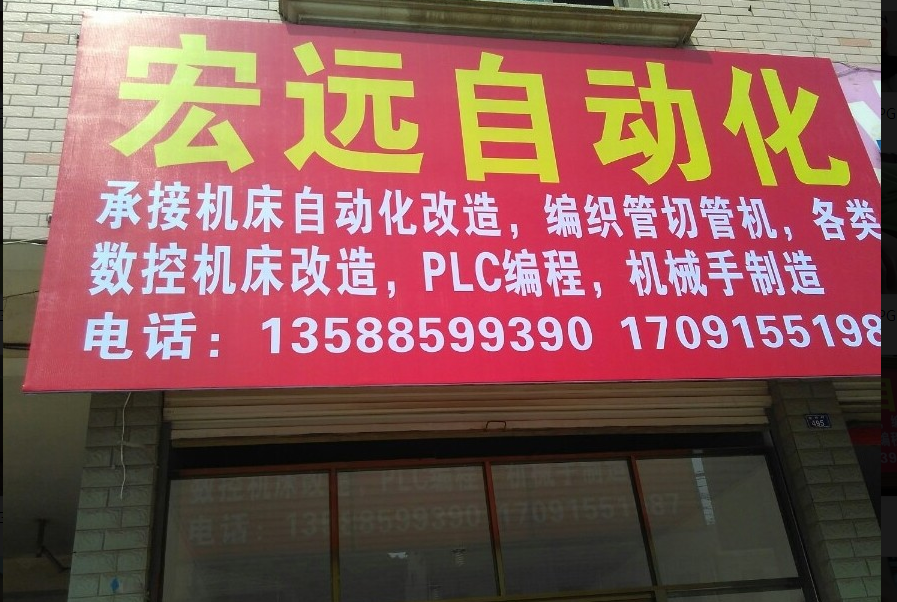 宏远自动化
承接机床自动化改造，编织管切管机，各类
数控机床改造，PLC编程，机械手制造
电话：13588599390 1709155198
485